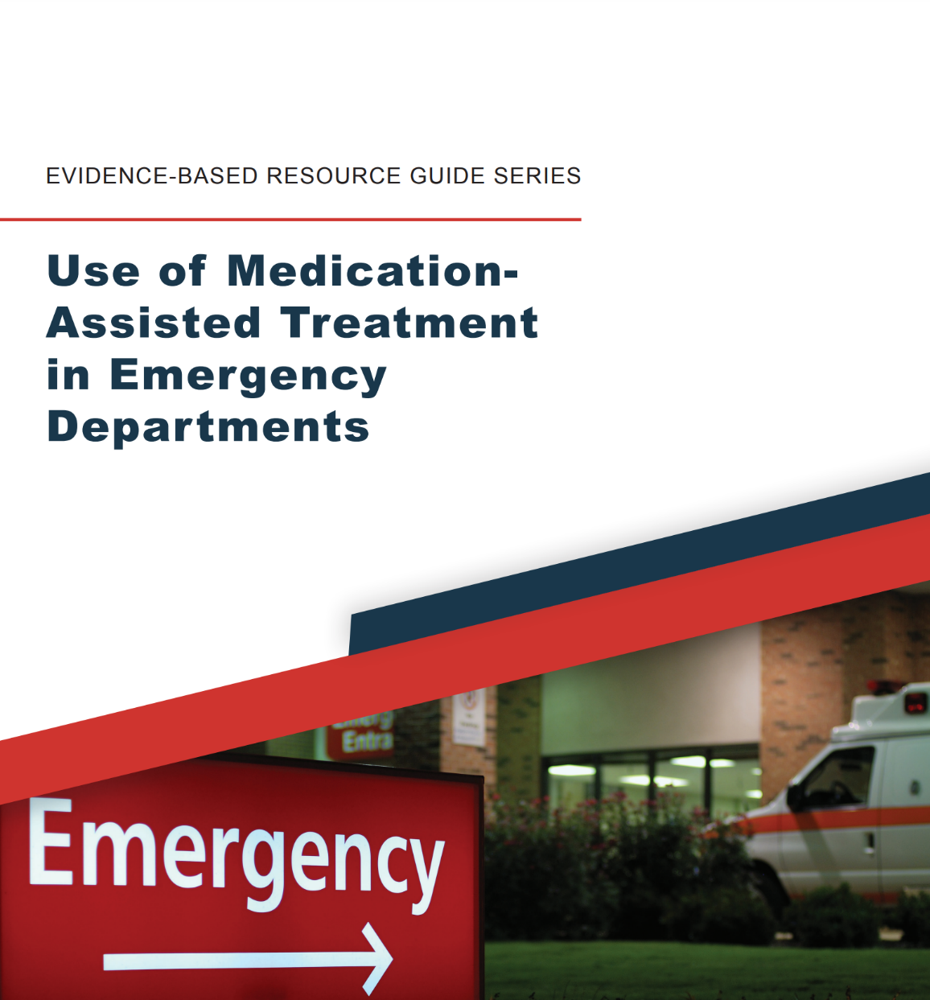 EVIDENCE-BASED RESOURCE GUIDE SERIES
Use of Medication-
Assisted Treatment
in Emergency
Departments
Emergency